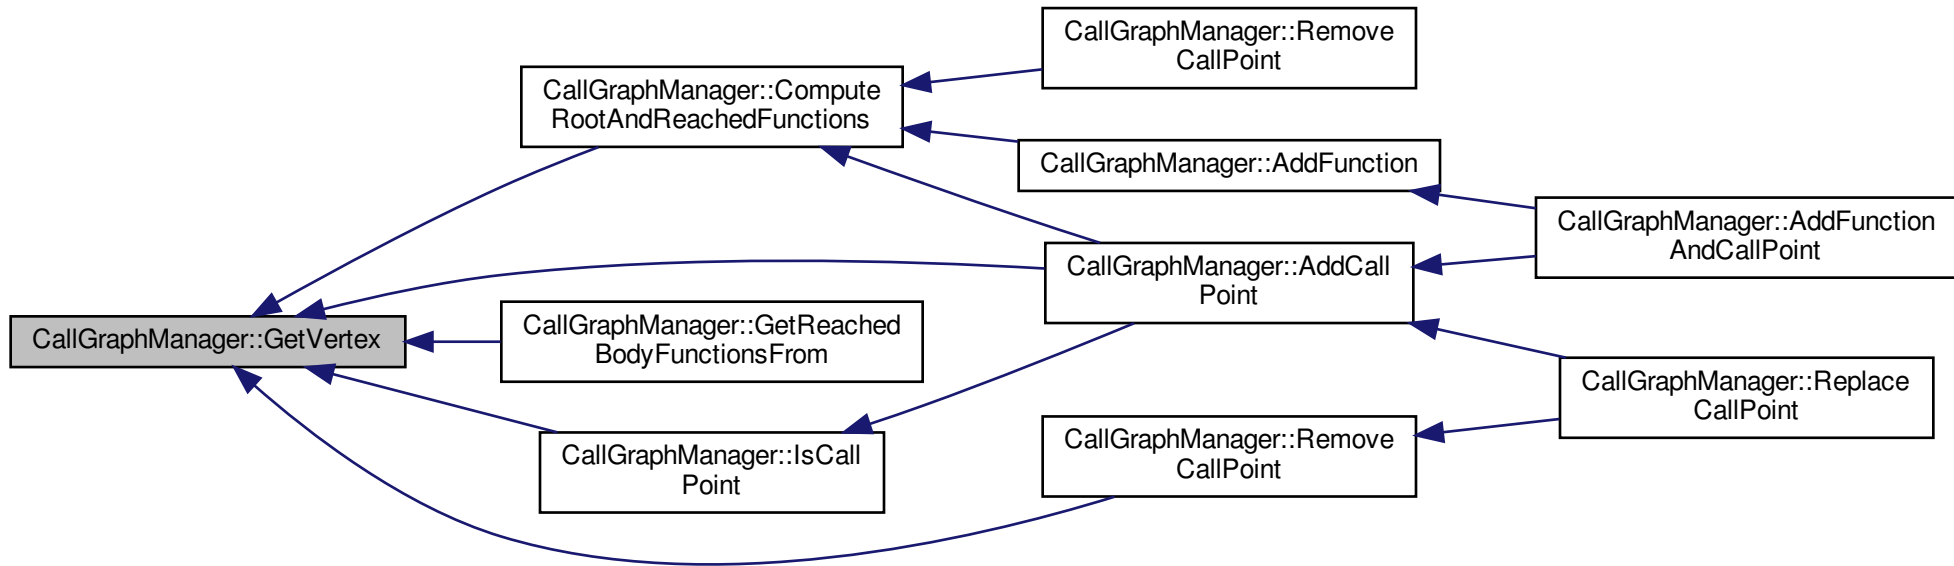 CallGraphManager::Remove
CallPoint
CallGraphManager::Compute
RootAndReachedFunctions
CallGraphManager::AddFunction
CallGraphManager::AddFunction
AndCallPoint
CallGraphManager::AddCall
Point
CallGraphManager::GetVertex
CallGraphManager::GetReached
BodyFunctionsFrom
CallGraphManager::Replace
CallPoint
CallGraphManager::IsCall
Point
CallGraphManager::Remove
CallPoint